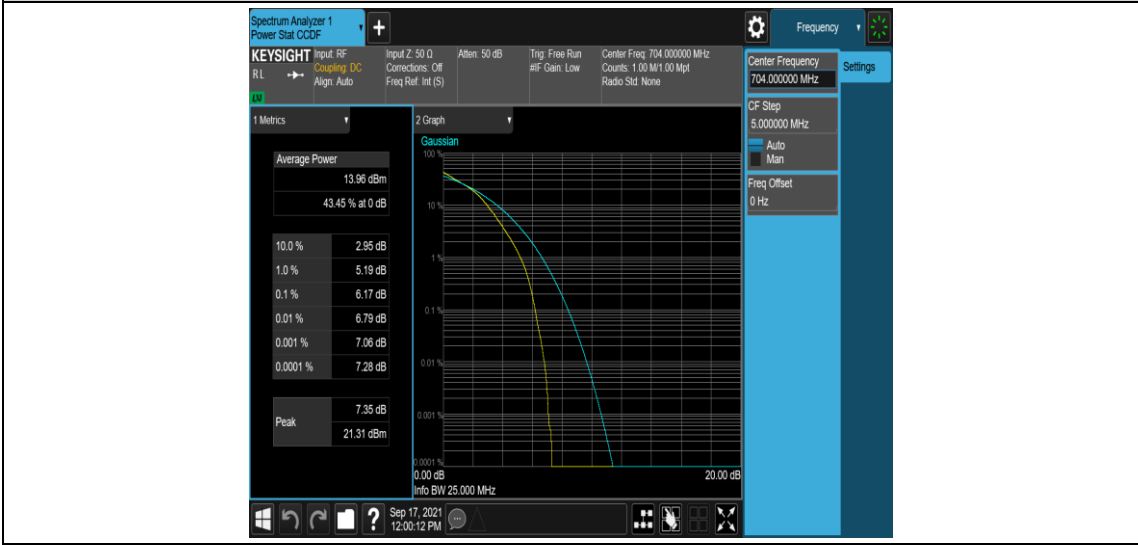 Spectrum Analyzer 1
Power Stat CCDF
+
Frequency
KEYSIGHT
RL
LM
Input: RF
Coupling: DC
Align: Auto
Input Z: 50 Ω
Corrections: Off
Freq Ref: Int (S)
Atten: 50 dB
Trig: Free Run
#IF Gain: Low
Center Freq: 704.000000 MHz
Counts: 1.00 M/1.00 Mpt
Radio Std: None
Center Frequency
704.000000 MHz
Settings
CF Step
5.000000 MHz
Auto
Man
Freq Offset
0 Hz
1 Metrics
Average Power
13.96 dBm
43.45 % at 0 dB
10.0 % 2.95 dB
1.0 % 5.19 dB
0.1 % 6.17 dB
0.01 % 6.79 dB
0.001 % 7.06 dB
0.0001 % 7.28 dB
Peak
7.35 dB
21.31 dBm
2 Graph
Gaussian
100 %
10 %
1 %
0.1 %
0.01 %
0.001 %
0.0001 %
0.00 dB 20.00 dB
Info BW 25.000 MHz
?
Sep 17, 2021
12:00:12 PM